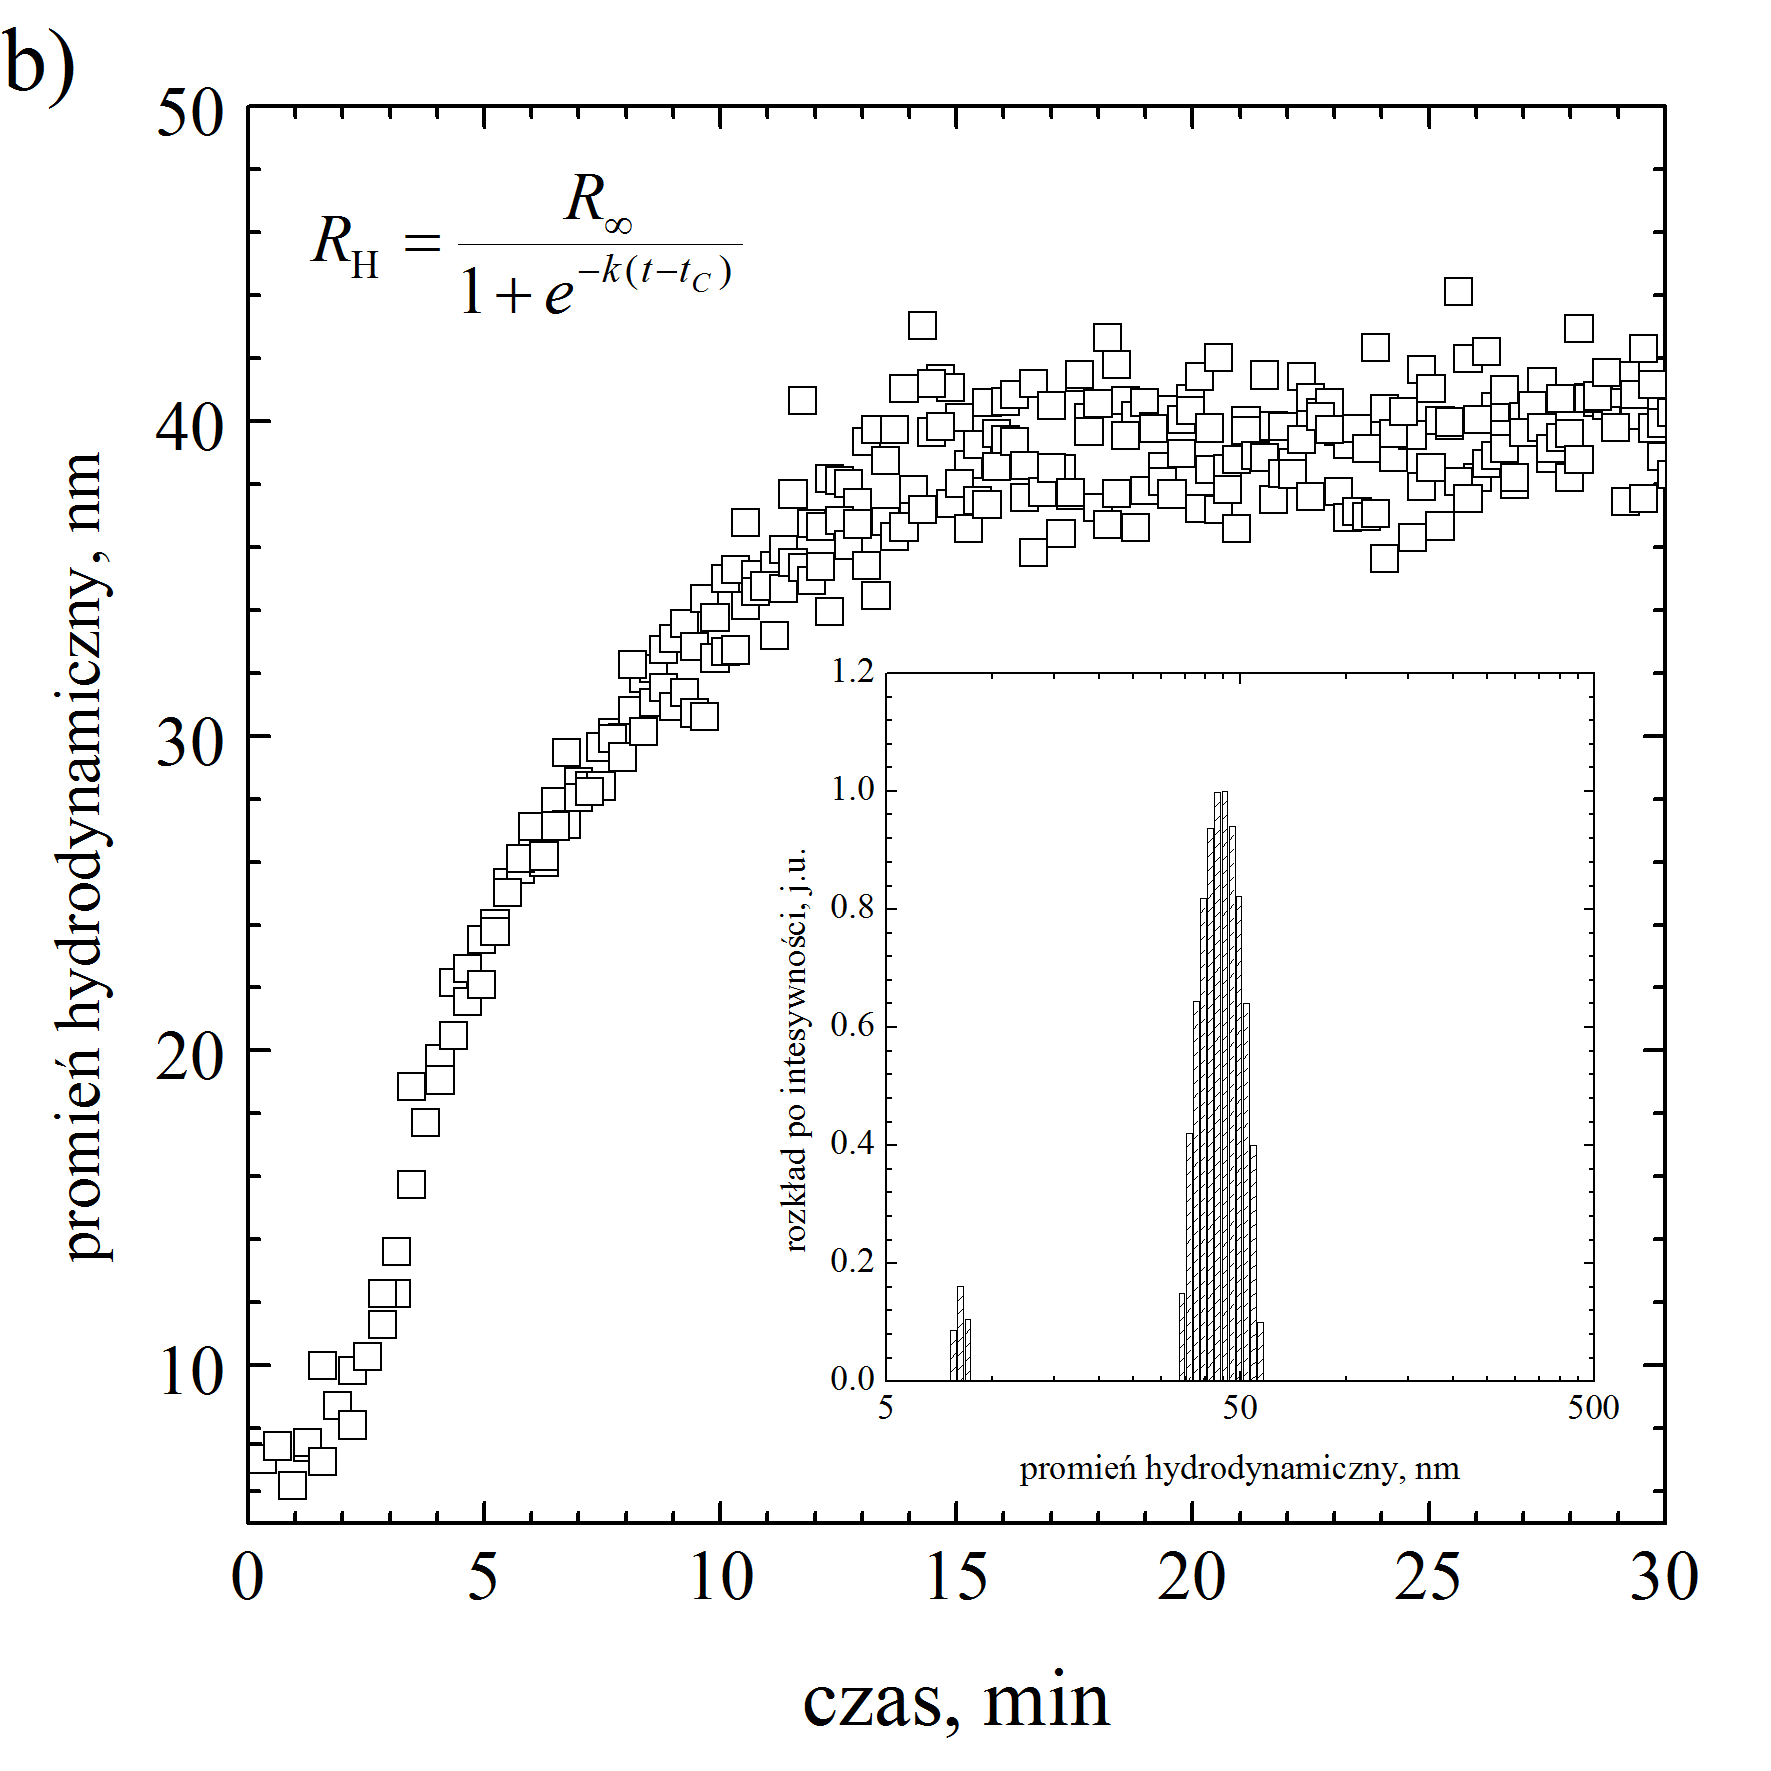 b)
50
40
30
20
10
promień hydrodynamiczny, nm
R_H = R_∞ / (1 + e^{-k(t-t_C)})
1.2
1.0
0.8
0.6
0.4
0.2
0.0
rozkład po intesywności, j.u.
5 50 500
promień hydrodynamiczny, nm
0 5 10 15 20 25 30
czas, min